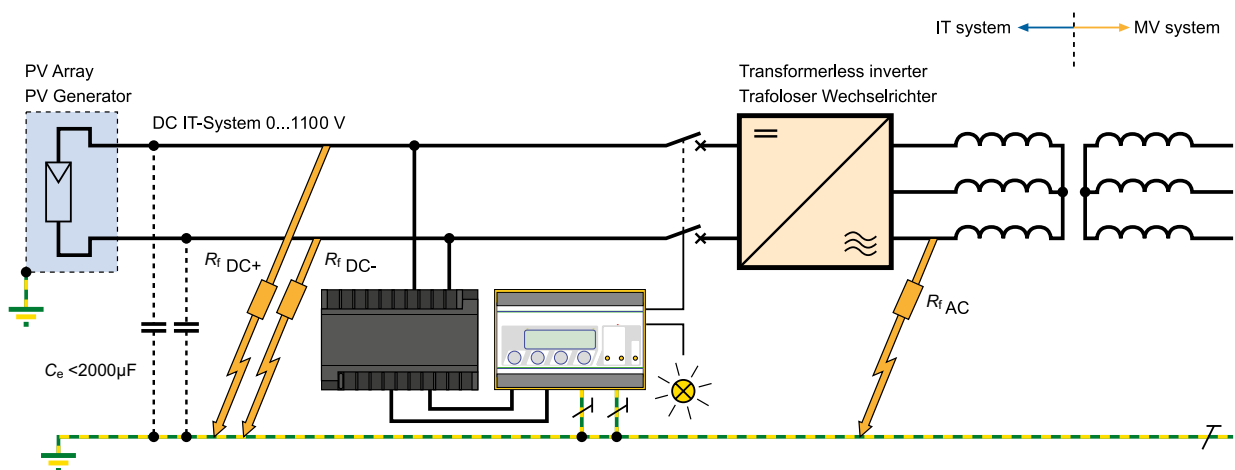 IT system
MV system
PV Array
PV Generator
Transformerless inverter
Trafoloser Wechselrichter
DC IT-System 0...1100 V
Rf DC+
Rf DC-
Rf AC
Ce <2000µF